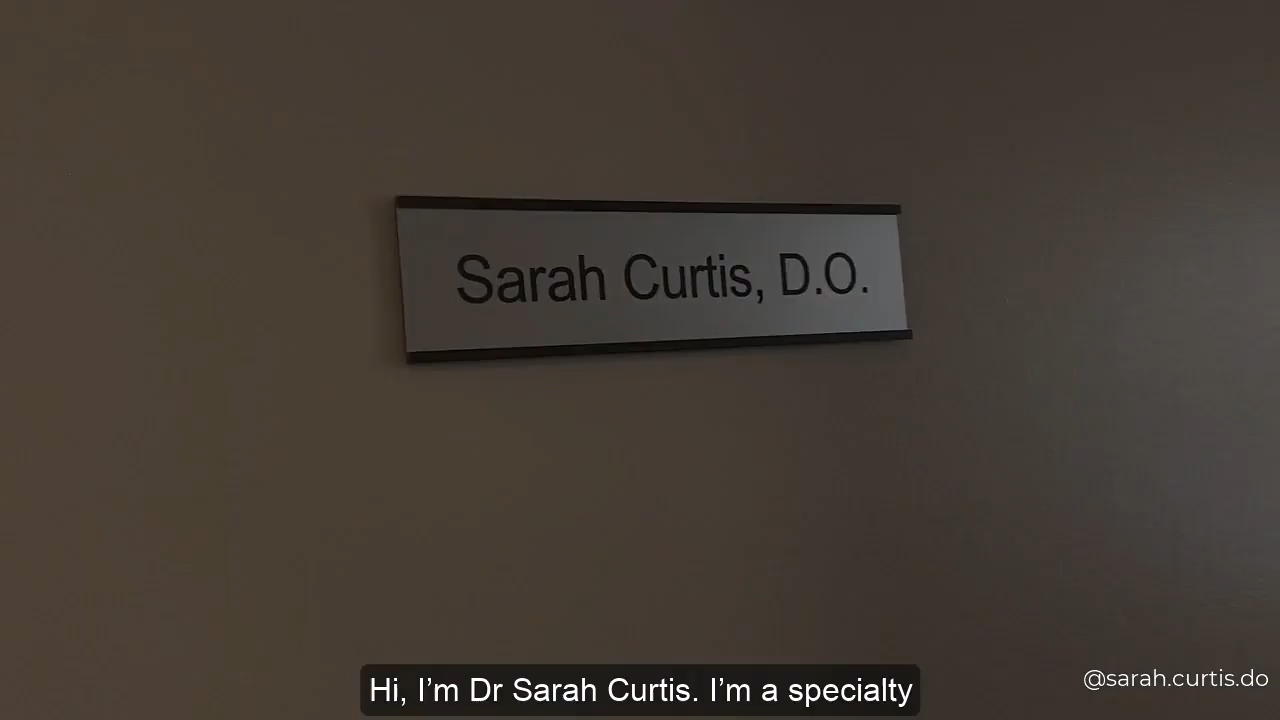 Sarah Curtis, D.O.
Hi, I’m Dr Sarah Curtis. I’m a specialty
@sarah.curtis.do